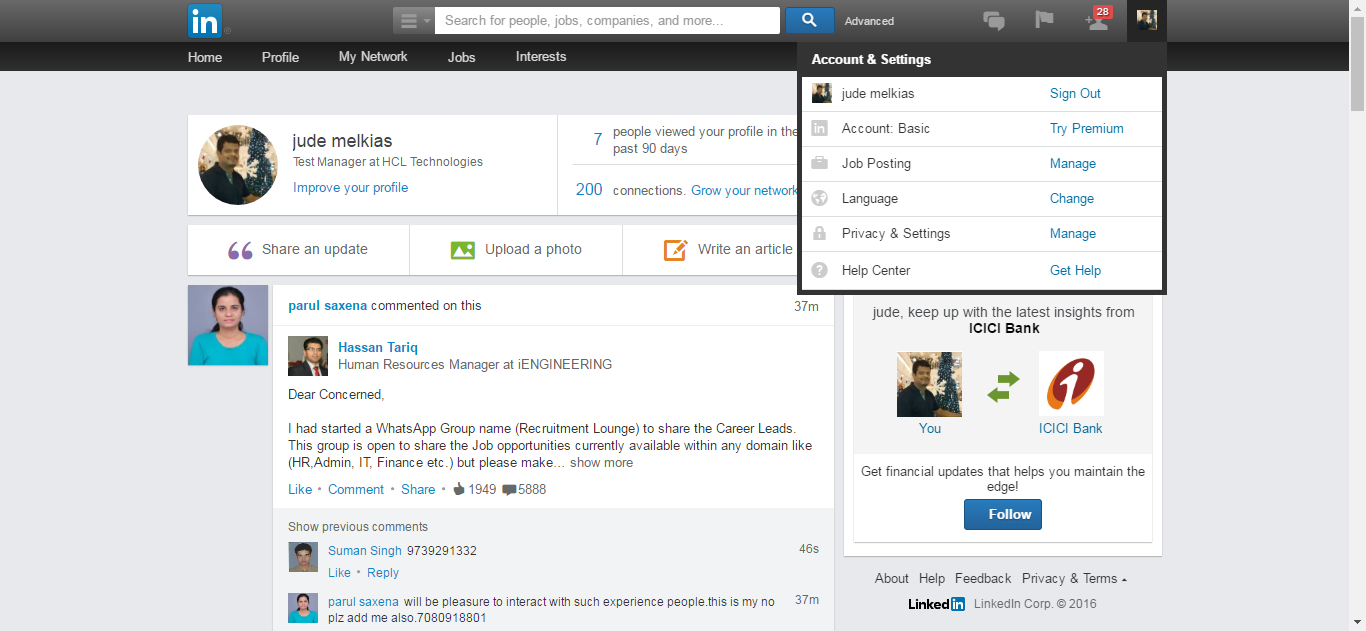 in
Search for people, jobs, companies, and more...
Advanced
28
Home
Profile
My Network
Jobs
Interests
Account & Settings
jude melkias
Sign Out
Account: Basic
Try Premium
Job Posting
Manage
Language
Change
Privacy & Settings
Manage
Help Center
Get Help
jude melkias
Test Manager at HCL Technologies
Improve your profile
7
people viewed your profile in the
past 90 days
200 connections. Grow your network
Share an update
Upload a photo
Write an article
parul saxena commented on this
37m
Hassan Tariq
Human Resources Manager at iENGINEERING
Dear Concerned,
I had started a WhatsApp Group name (Recruitment Lounge) to share the Career Leads.
This group is open to share the Job opportunities currently available within any domain like
(HR,Admin, IT, Finance etc.) but please make... show more
Like • Comment • Share • 1949 5888
Show previous comments
Suman Singh 9739291332
46s
Like • Reply
parul saxena will be pleasure to interact with such experience people.this is my no
37m
plz add me also.7080918801
jude, keep up with the latest insights from
ICICI Bank
You
ICICI Bank
Get financial updates that helps you maintain the
edge!
Follow
About Help Feedback Privacy & Terms
Linked in LinkedIn Corp. © 2016